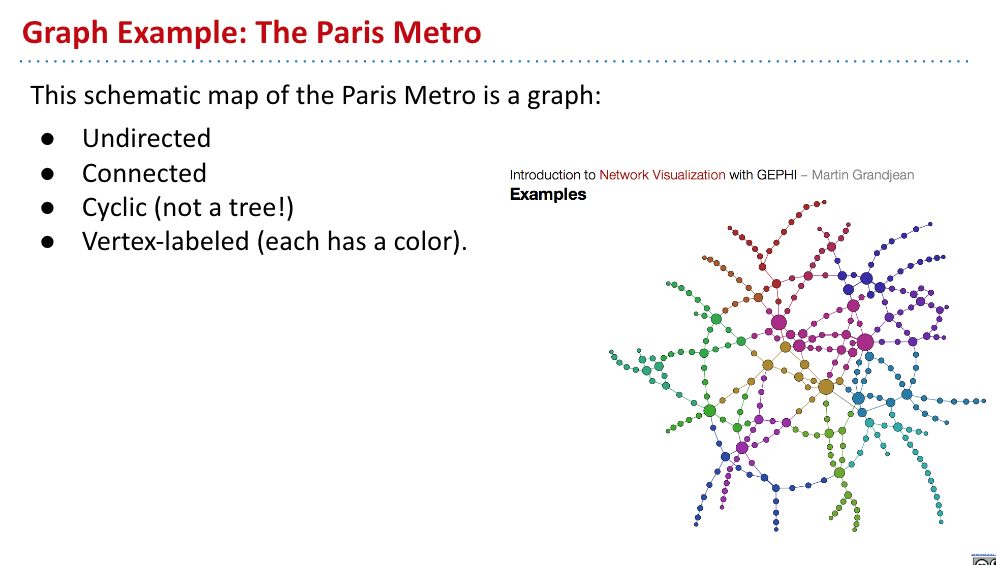 Graph Example: The Paris Metro
This schematic map of the Paris Metro is a graph:
● Undirected
● Connected
● Cyclic (not a tree!)
● Vertex-labeled (each has a color).
Introduction to Network Visualization with GEPHI – Martin Grandjean
Examples